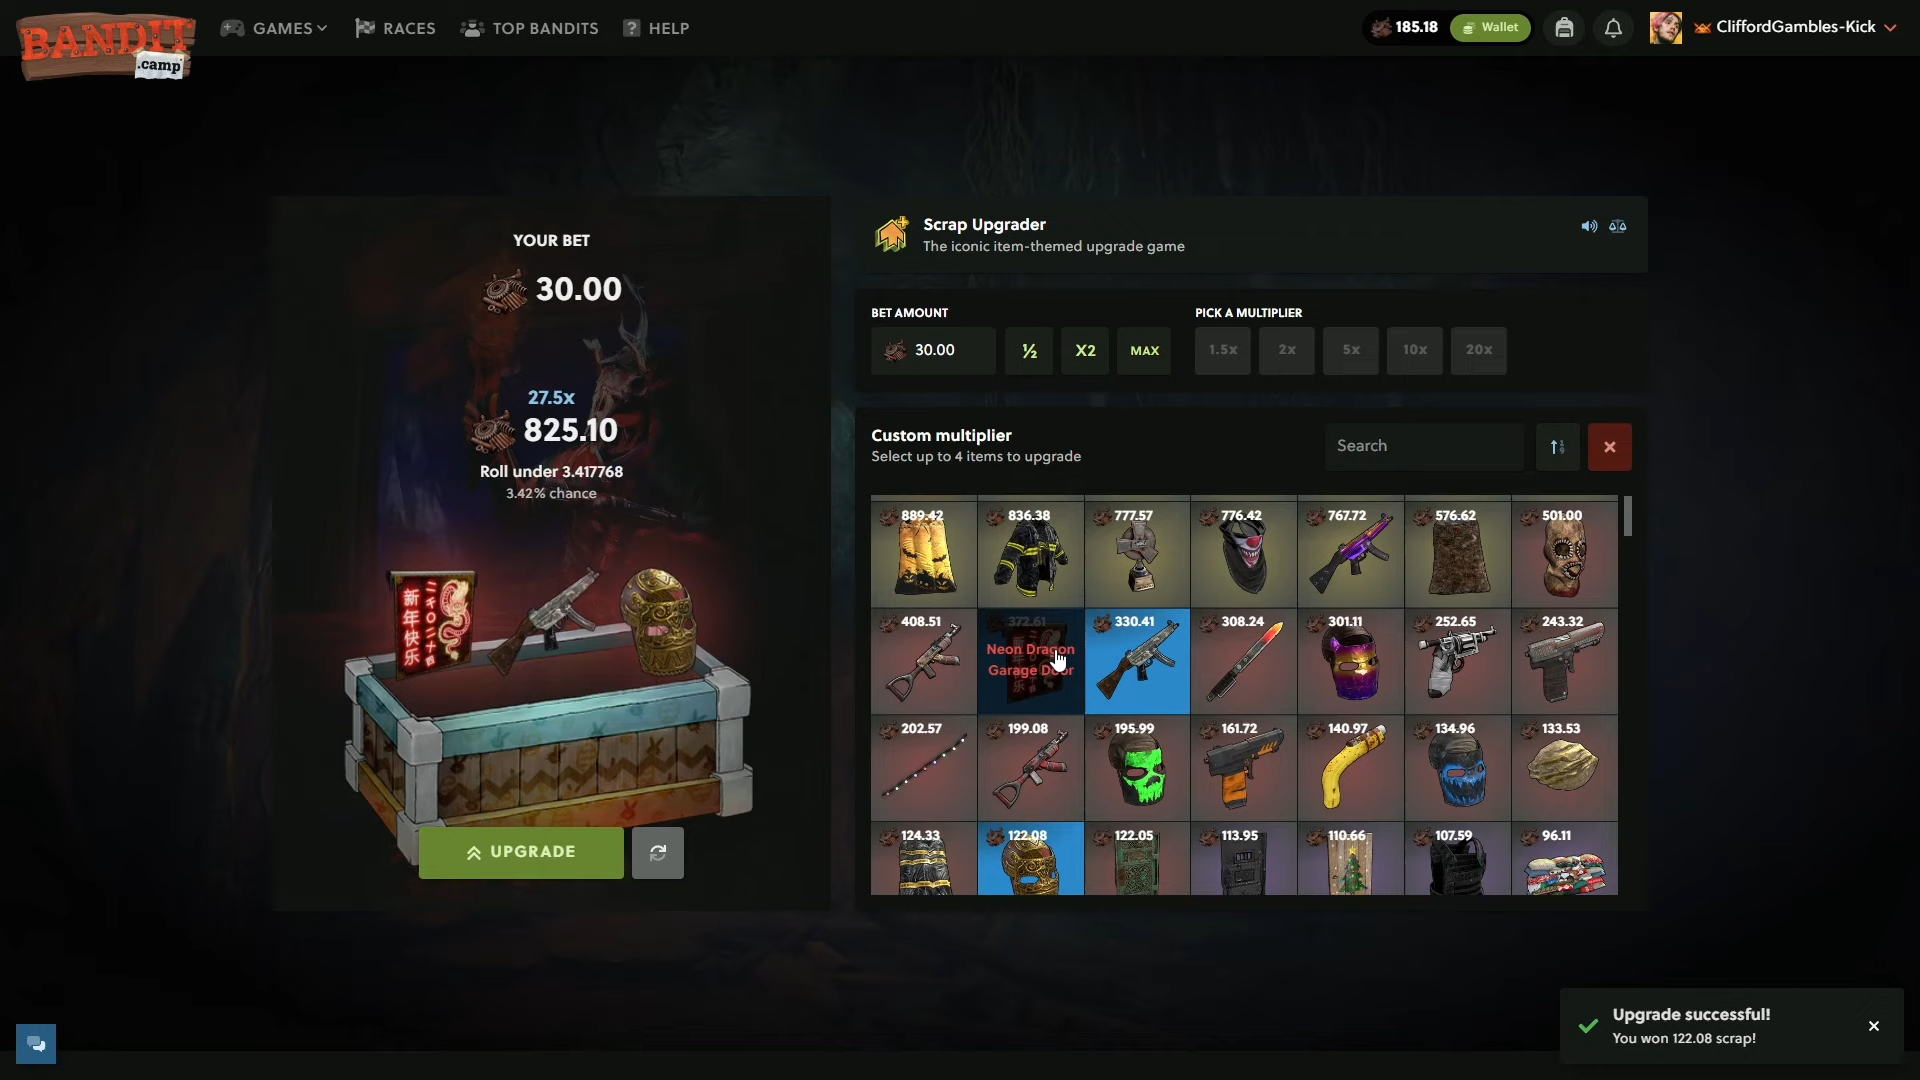 BANDIT
.camp
GAMES
RACES
TOP BANDITS
HELP
185.18
Wallet
CliffordGambles-Kick
YOUR BET
30.00
27.5x
825.10
Roll under 3.417768
3.42% chance
新年快乐
二〇二四
UPGRADE
Scrap Upgrader
The iconic item-themed upgrade game
BET AMOUNT
30.00
½
X2
MAX
PICK A MULTIPLIER
1.5x
2x
5x
10x
20x
Custom multiplier
Select up to 4 items to upgrade
Search
889.42
836.38
777.57
776.42
767.72
576.62
501.00
408.51
372.61
Neon Dragon
Garage Door
330.41
308.24
301.11
252.65
243.32
202.57
199.08
195.99
161.72
140.97
134.96
133.53
124.33
122.08
122.05
113.95
110.66
107.59
96.11
Upgrade successful!
You won 122.08 scrap!